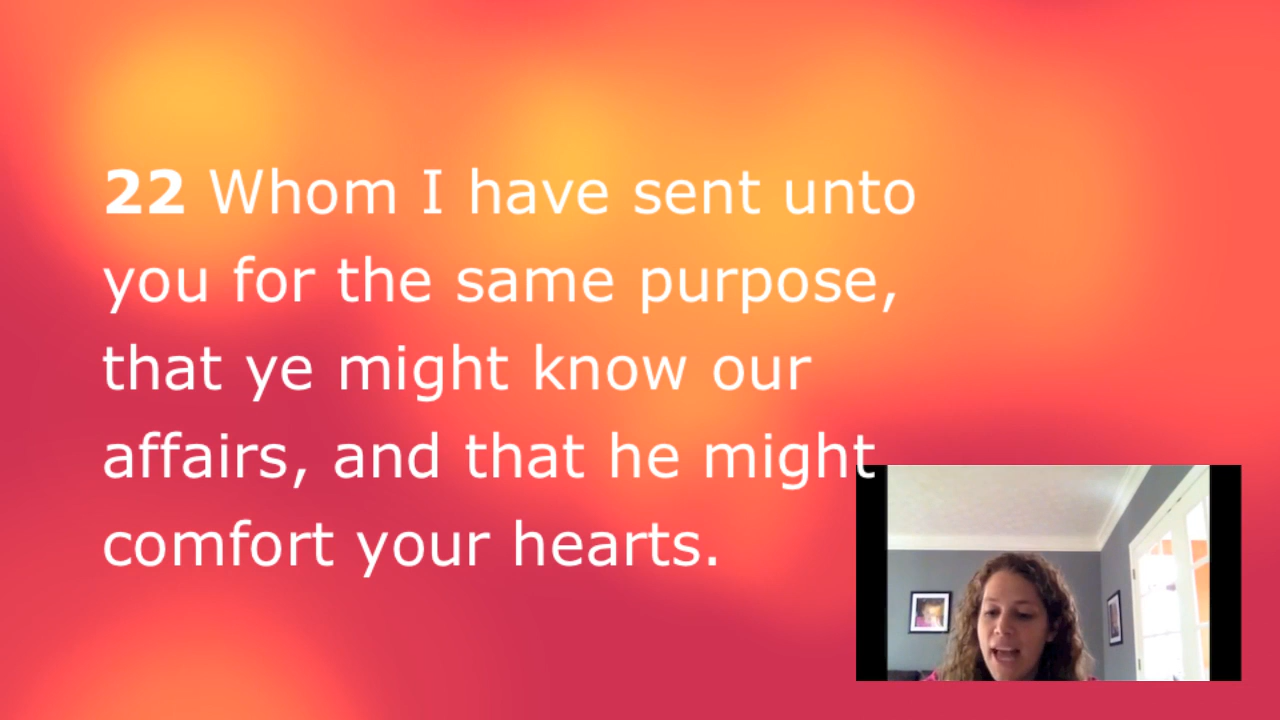 22 Whom I have sent unto
you for the same purpose,
that ye might know our
affairs, and that he might
comfort your hearts.